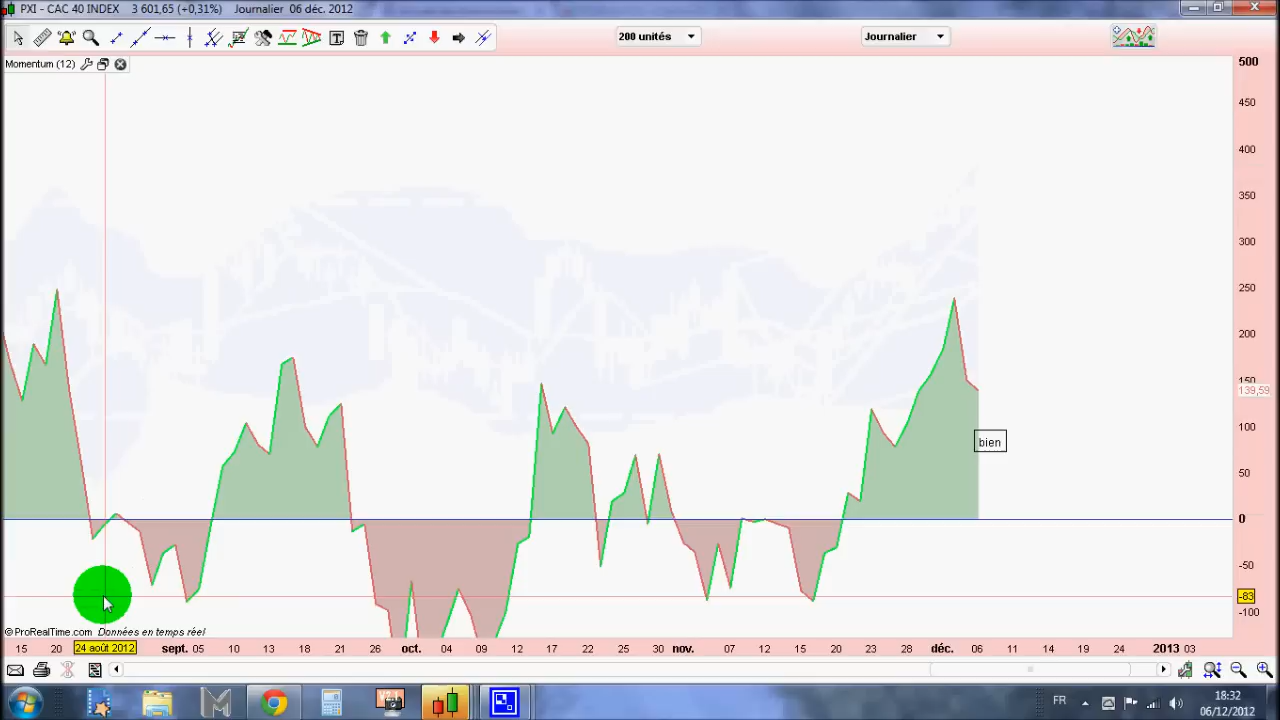 PXI - CAC 40 INDEX 3 601,65 (+0,31%) Journalier 06 déc. 2012
200 unités
Journalier
Momentum (12)
500
450
400
350
300
250
200
150
139,59
100
50
0
-50
-83
-100
bien
©ProRealTime.com Données en temps réel
15 20 24 août 2012 sept. 05 10 14 18 21 26 oct. 04 09 12 17 22 25 30 nov. 07 12 15 20 23 28 déc. 06 11 14 19 24 2013 03
FR
18:32
06/12/2012